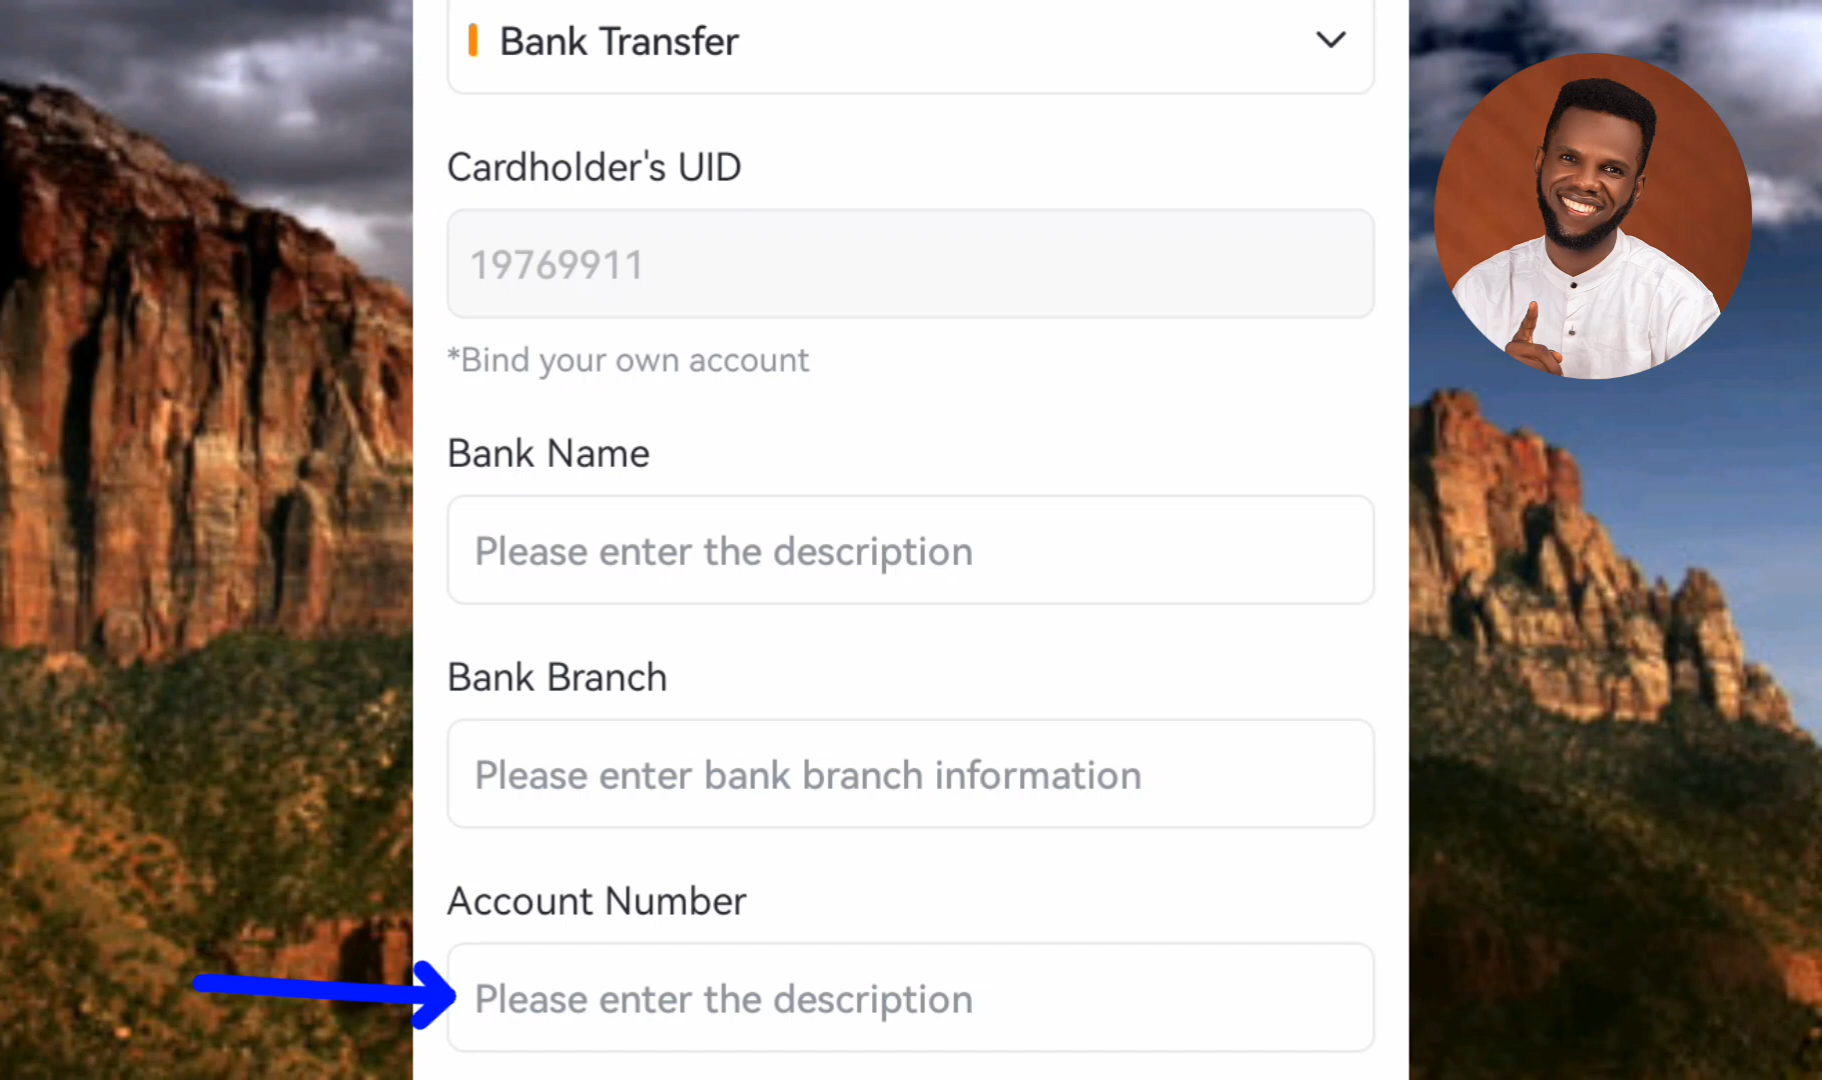 Bank Transfer
Cardholder's UID
19769911
*Bind your own account
Bank Name
Please enter the description
Bank Branch
Please enter bank branch information
Account Number
Please enter the description